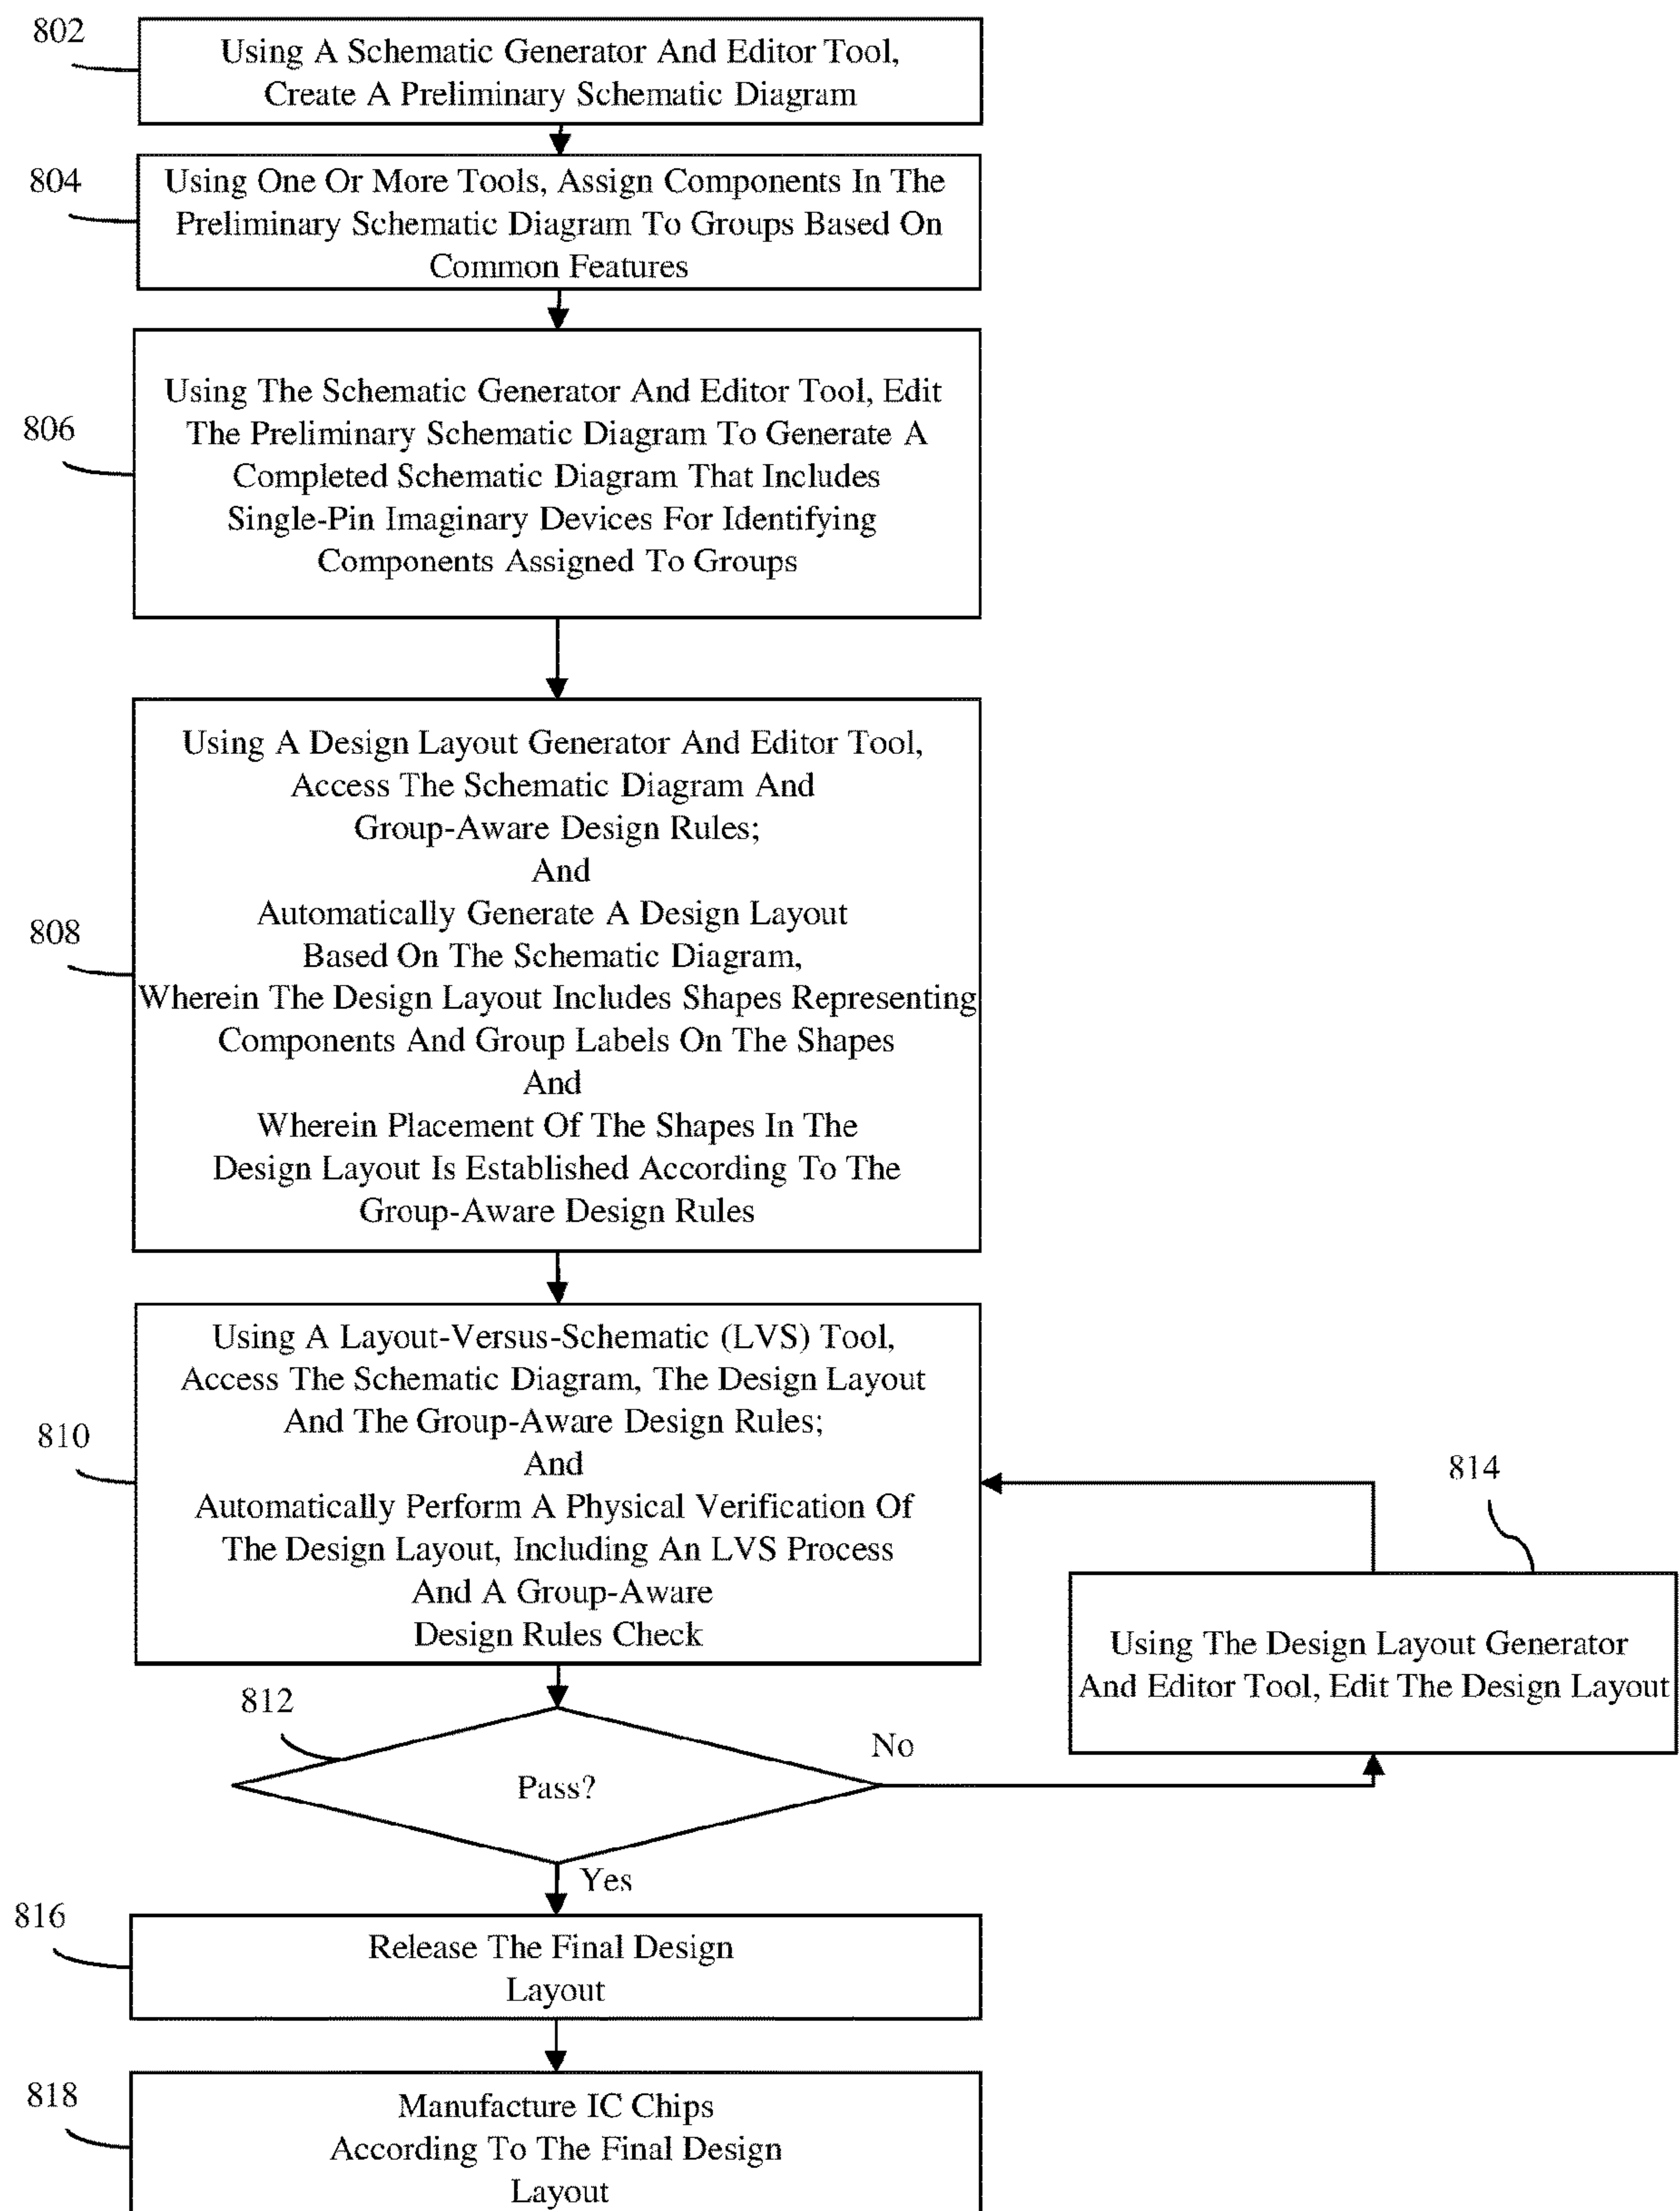 802
Using A Schematic Generator And Editor Tool,
Create A Preliminary Schematic Diagram
804
Using One Or More Tools, Assign Components In The
Preliminary Schematic Diagram To Groups Based On
Common Features
806
Using The Schematic Generator And Editor Tool, Edit
The Preliminary Schematic Diagram To Generate A
Completed Schematic Diagram That Includes
Single-Pin Imaginary Devices For Identifying
Components Assigned To Groups
808
Using A Design Layout Generator And Editor Tool,
Access The Schematic Diagram And
Group-Aware Design Rules;
And
Automatically Generate A Design Layout
Based On The Schematic Diagram,
Wherein The Design Layout Includes Shapes Representing
Components And Group Labels On The Shapes
And
Wherein Placement Of The Shapes In The
Design Layout Is Established According To The
Group-Aware Design Rules
810
Using A Layout-Versus-Schematic (LVS) Tool,
Access The Schematic Diagram, The Design Layout
And The Group-Aware Design Rules;
And
Automatically Perform A Physical Verification Of
The Design Layout, Including An LVS Process
And A Group-Aware
Design Rules Check
814
Using The Design Layout Generator
And Editor Tool, Edit The Design Layout
812
Pass?
No
Yes
816
Release The Final Design
Layout
818
Manufacture IC Chips
According To The Final Design
Layout